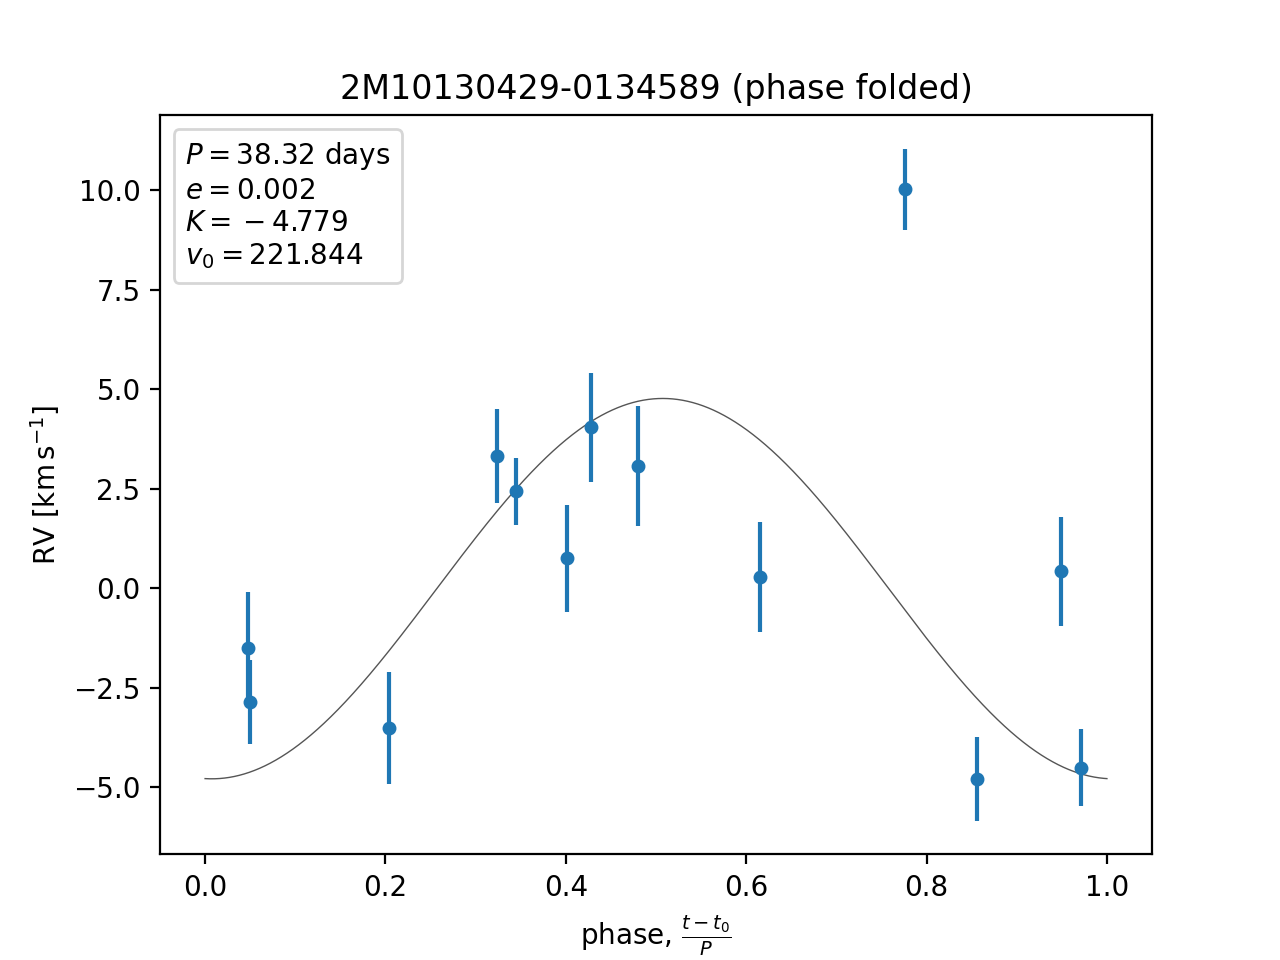 2M10130429-0134589 (phase folded)
P = 38.32 days
e = 0.002
K = −4.779
v₀ = 221.844
10.0
7.5
5.0
2.5
0.0
−2.5
−5.0
RV [km s⁻¹]
0.0 0.2 0.4 0.6 0.8 1.0
phase, (t − t₀)/P